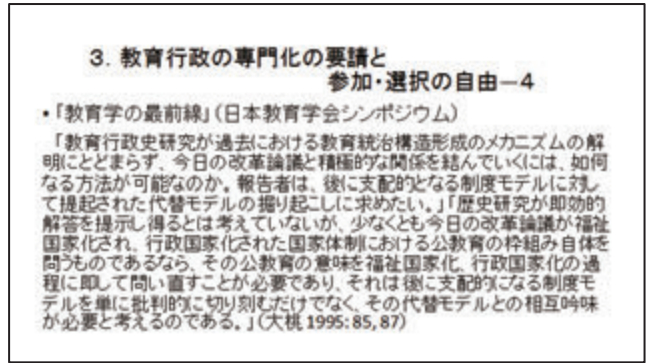 3．教育行政の専門化の要請と
参加・選択の自由―4
・「教育学の最前線」（日本教育学会シンポジウム）
「教育行政史研究が過去における教育統治構造形成のメカニズムの解
明にとどまらず、今日の改革論議と積極的な関係を結んでいくには、如何
なる方法が可能なのか。報告者は、後に支配的となる制度モデルに対し
て提起された代替モデルの掘り起こしに求めたい。」「歴史研究が即効的
解答を提示し得るとは考えていないが、少なくとも今日の改革論議が福祉
国家化され、行政国家化された国家体制における公教育の枠組み自体を
問うものであるなら、その公教育の意味を福祉国家化、行政国家化の過
程に即して問い直すことが必要であり、それは後に支配的になる制度モ
デルを単に批判的に切り刻むだけでなく、その代替モデルとの相互吟味
が必要と考えるのである。」（大桃 1995: 85, 87）